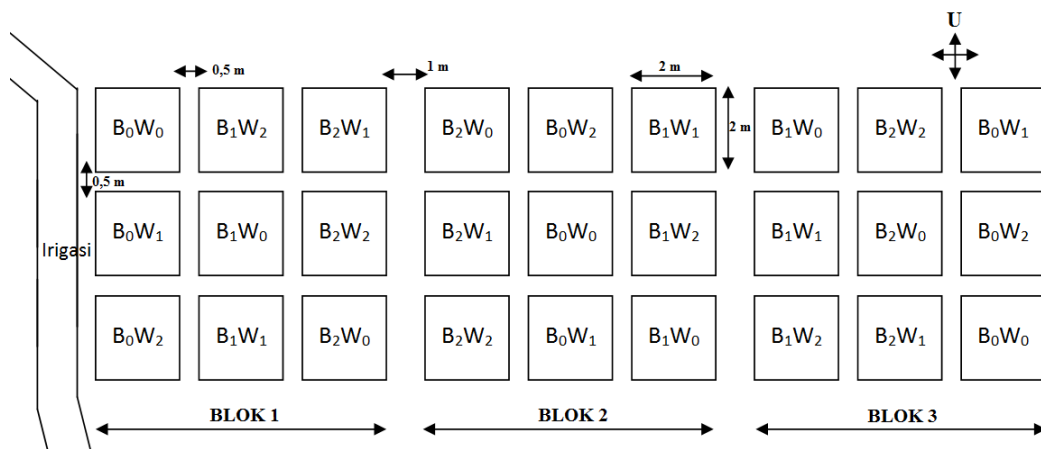 U
0,5 m
1 m
2 m
B₀W₀ B₁W₂ B₂W₁ B₂W₀ B₀W₂ B₁W₁ B₁W₀ B₂W₂ B₀W₁
2 m
0,5 m
B₀W₁ B₁W₀ B₂W₂ B₂W₁ B₀W₀ B₁W₂ B₁W₁ B₂W₀ B₀W₂
Irigasi
B₀W₂ B₁W₁ B₂W₀ B₂W₂ B₀W₁ B₁W₀ B₁W₂ B₂W₁ B₀W₀
BLOK 1 BLOK 2 BLOK 3